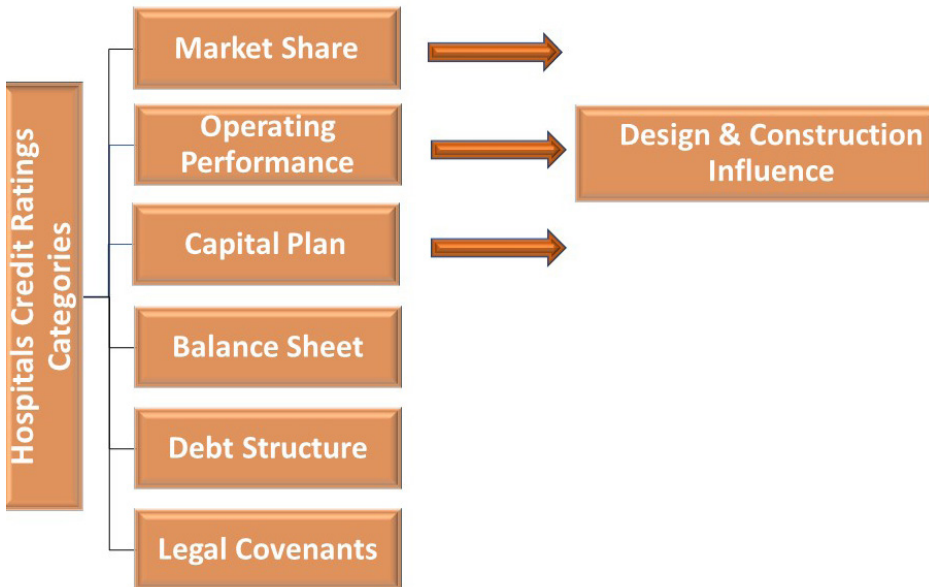 Hospitals Credit Ratings
Categories
Market Share
Operating
Performance
Capital Plan
Balance Sheet
Debt Structure
Legal Covenants
Design & Construction
Influence